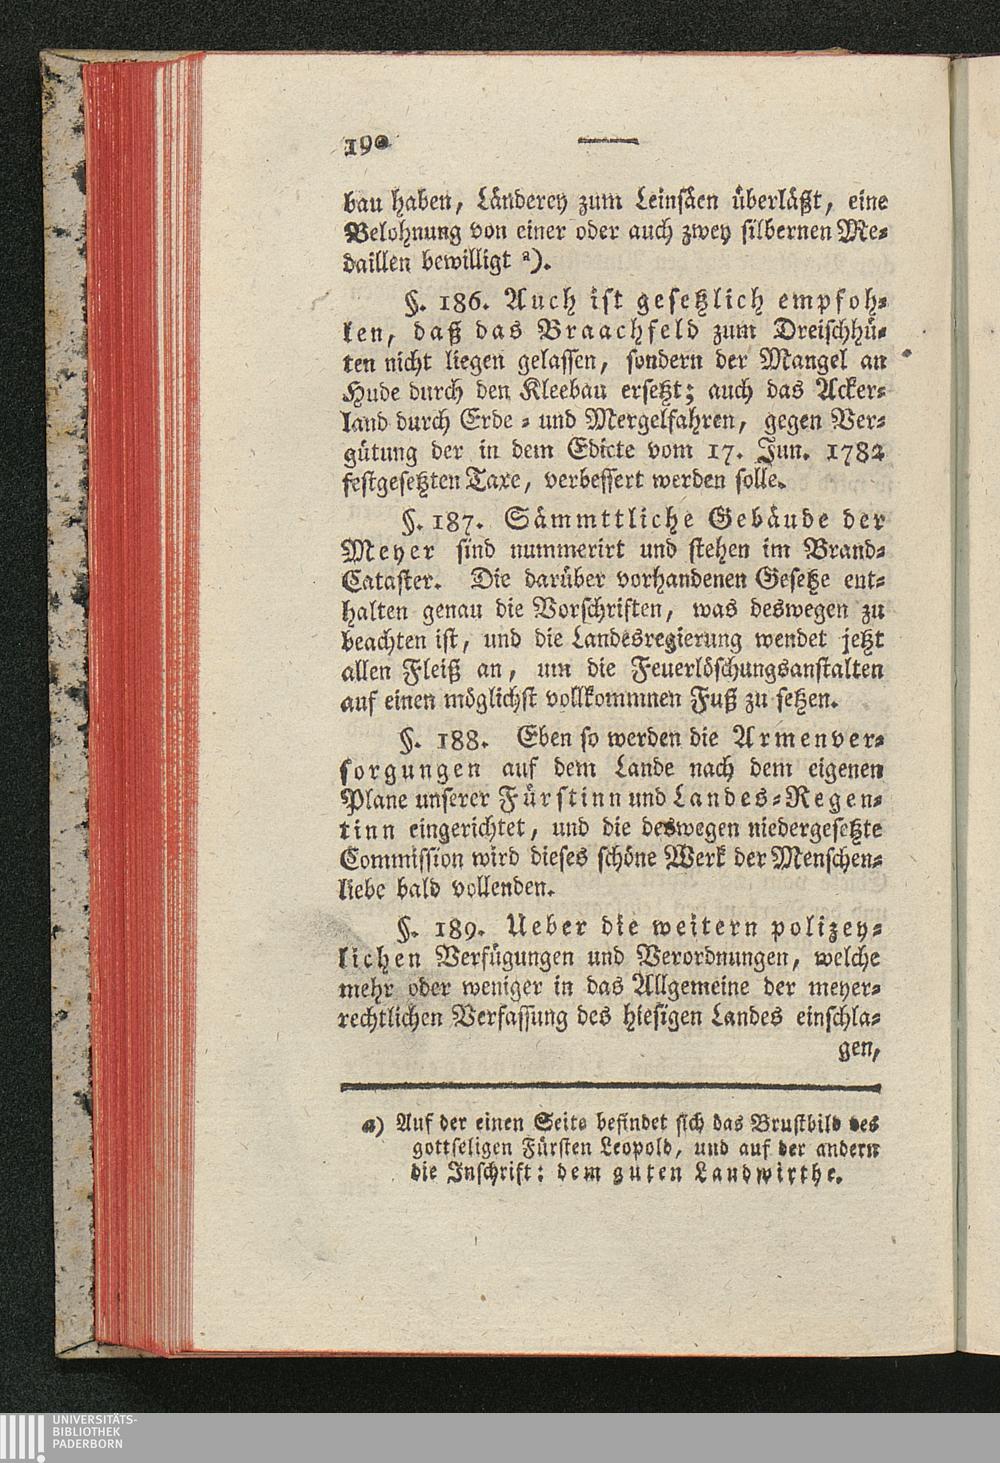 190
bau haben, Länderey zum Leinsäen überläßt, eine
Belohnung von einer oder auch zwey silbernen Me-
daillen bewilligt a).
§. 186. Auch ist gesetzlich empfoh-
len, daß das Braachfeld zum Dreischhü-
ten nicht liegen gelassen, sondern der Mangel an
Hude durch den Kleebau ersetzt; auch das Acker-
land durch Erde - und Mergelfahren, gegen Ver-
gütung der in dem Edicte vom 17. Jun. 1782
festgesetzten Taxe, verbessert werden solle.
§. 187. Sämmttliche Gebäude der
Meyer sind nummerirt und stehen im Brand-
Cataster. Die darüber vorhandenen Gesetze ent-
halten genau die Vorschriften, was deswegen zu
beachten ist, und die Landesregierung wendet jetzt
allen Fleiß an, um die Feuerlöschungsanstalten
auf einen möglichst vollkommnen Fuß zu setzen.
§. 188. Eben so werden die Armenver-
sorgungen auf dem Lande nach dem eigenen
Plane unserer Fürstinn und Landes-Regen-
tinn eingerichtet, und die deswegen niedergesetzte
Commission wird dieses schöne Werk der Menschen-
liebe bald vollenden.
§. 189. Ueber die weitern polizey-
lichen Verfügungen und Verordnungen, welche
mehr oder weniger in das Allgemeine der meyer-
rechtlichen Verfassung des hiesigen Landes einschla-
gen,
a) Auf der einen Seite befindet sich das Brustbild des
gottseligen Fürsten Leopold, und auf der andern
die Inschrift: dem guten Landwirthe.
UNIVERSITÄTS-
BIBLIOTHEK
PADERBORN